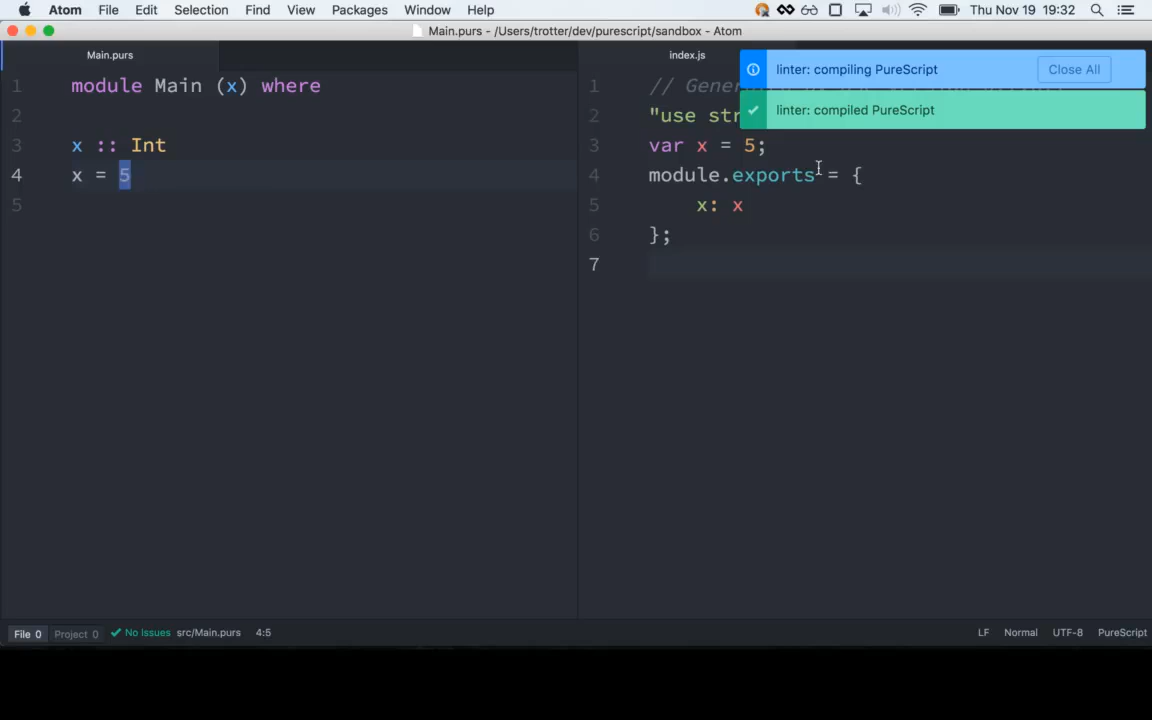 Atom File Edit Selection Find View Packages Window Help Thu Nov 19 19:32
Main.purs - /Users/trotter/dev/purescript/sandbox - Atom
Main.purs
1 module Main (x) where
2
3 x :: Int
4 x = 5
5
index.js
1 // Gener
2 "use str
3 var x = 5;
4 module.exports = {
5 x: x
6 };
7
linter: compiling PureScript Close All
linter: compiled PureScript
File 0 Project 0 No Issues src/Main.purs 4:5 LF Normal UTF-8 PureScript